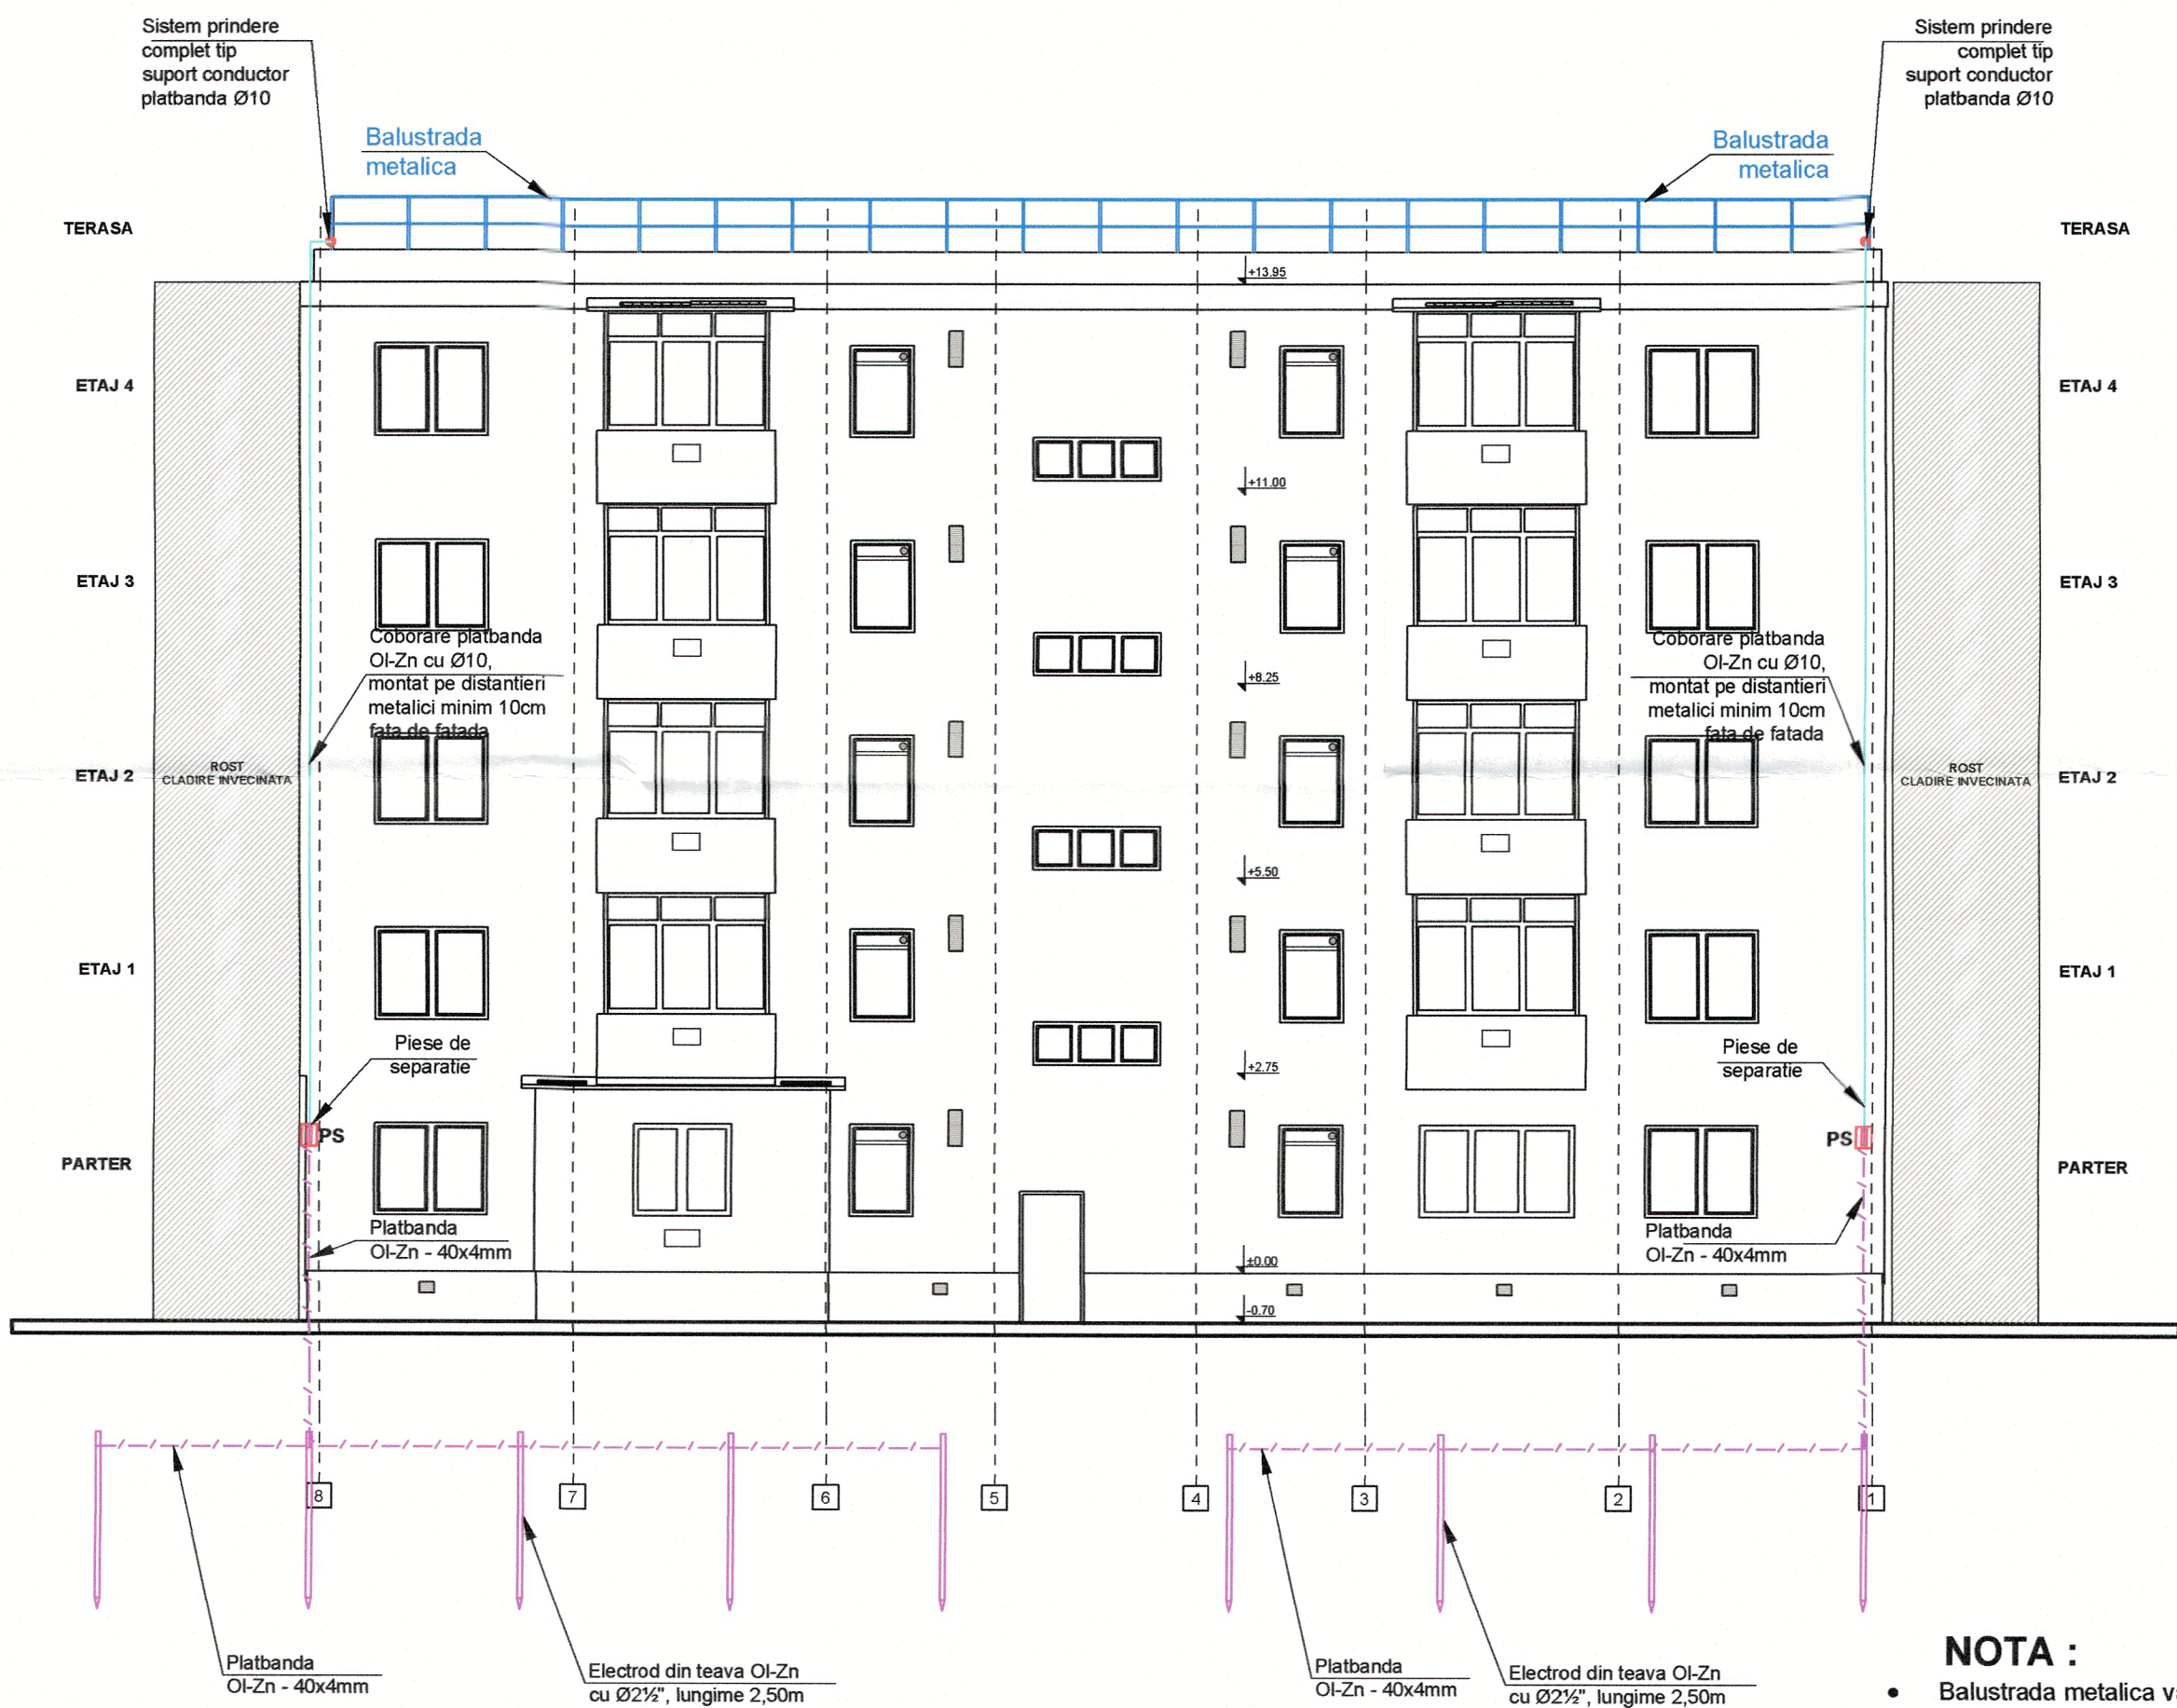 Sistem prindere
complet tip
suport conductor
platbanda Ø10
Sistem prindere
complet tip
suport conductor
platbanda Ø10
Balustrada
metalica
Balustrada
metalica
TERASA
TERASA
+13.95
ETAJ 4
ETAJ 4
+11.00
ETAJ 3
ETAJ 3
Coborare platbanda
Ol-Zn cu Ø10,
montat pe distantieri
metalici minim 10cm
fata de fatada
Coborare platbanda
Ol-Zn cu Ø10,
montat pe distantieri
metalici minim 10cm
fata de fatada
+8.25
ROST
CLADIRE INVECINATA
ETAJ 2
ROST
CLADIRE INVECINATA
ETAJ 2
+5.50
ETAJ 1
ETAJ 1
Piese de
separatie
Piese de
separatie
+2.75
PS
PS
PARTER
PARTER
Platbanda
Ol-Zn - 40x4mm
Platbanda
Ol-Zn - 40x4mm
±0.00
-0.70
8
7
6
5
4
3
2
1
Platbanda
Ol-Zn - 40x4mm
Electrod din teava Ol-Zn
cu Ø2½", lungime 2,50m
Platbanda
Ol-Zn - 40x4mm
Electrod din teava Ol-Zn
cu Ø2½", lungime 2,50m
NOTA :
• Balustrada metalica